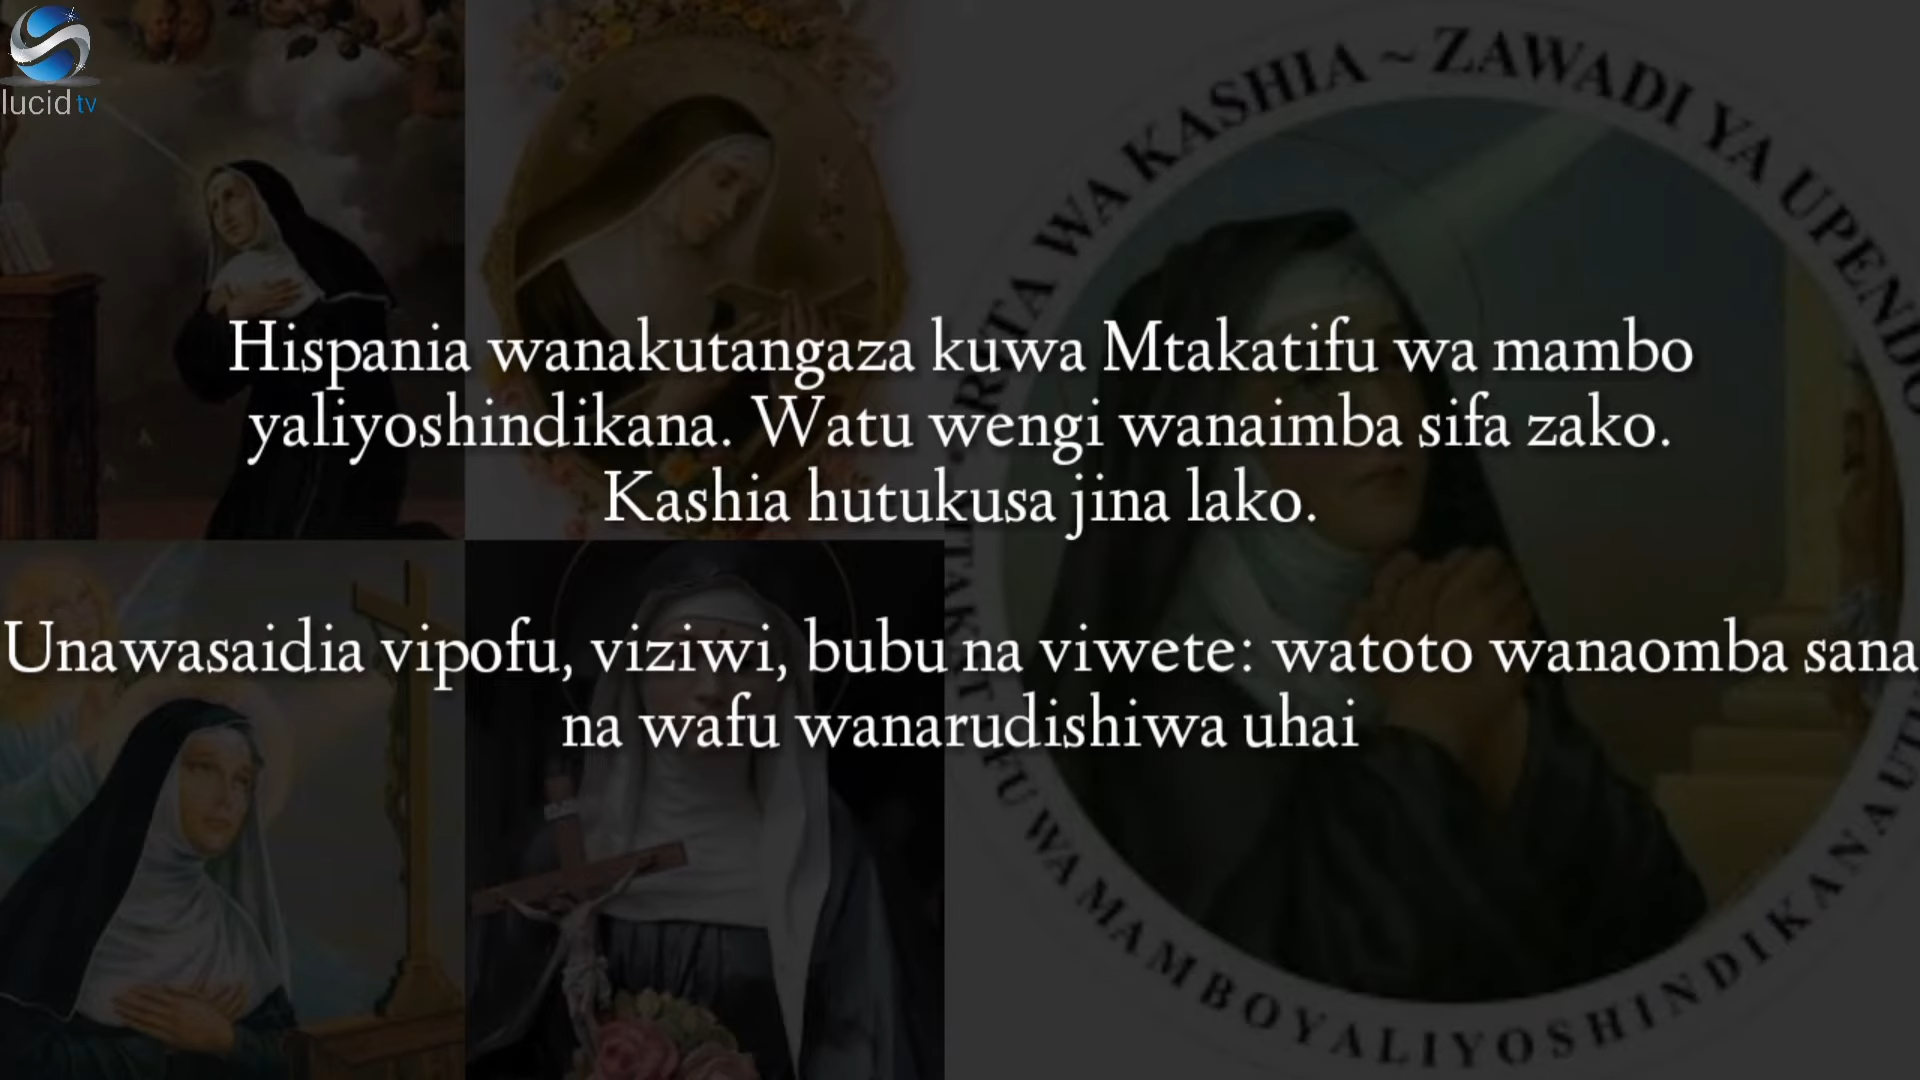 lucid tv
RITA WA KASHIA ~ ZAWADI YA UPENDO
Hispania wanakutangaza kuwa Mtakatifu wa mambo
yaliyoshindikana. Watu wengi wanaimba sifa zako.
Kashia hutukusa jina lako.
Unawasaidia vipofu, viziwi, bubu na viwete: watoto wanaomba sana
na wafu wanarudishiwa uhai
WA MAMBO YALIYOSHINDIKANA